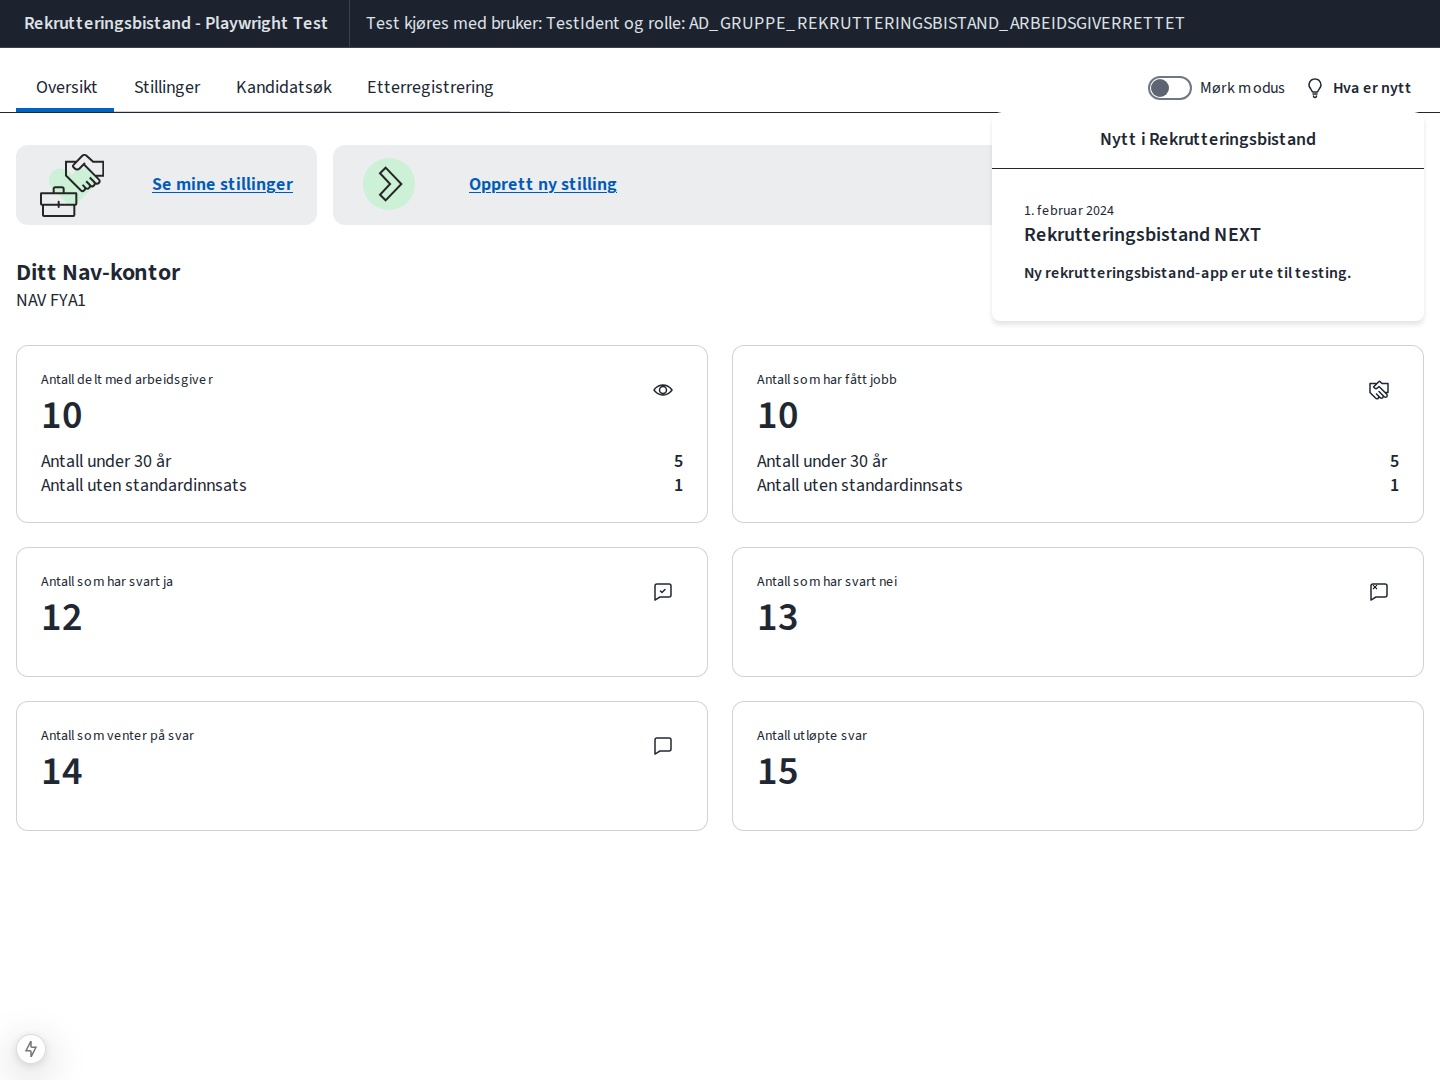 Rekrutteringsbistand - Playwright Test
Test kjøres med bruker: TestIdent og rolle: AD_GRUPPE_REKRUTTERINGSBISTAND_ARBEIDSGIVERRETTET
Oversikt
Stillinger
Kandidatsøk
Etterregistrering
Mørk modus
Hva er nytt
Nytt i Rekrutteringsbistand
1. februar 2024
Rekrutteringsbistand NEXT
Ny rekrutteringsbistand-app er ute til testing.
Se mine stillinger
Opprett ny stilling
Ditt Nav-kontor
NAV FYA1
Antall delt med arbeidsgiver
10
Antall under 30 år 5
Antall uten standardinnsats 1
Antall som har fått jobb
10
Antall under 30 år 5
Antall uten standardinnsats 1
Antall som har svart ja
12
Antall som har svart nei
13
Antall som venter på svar
14
Antall utløpte svar
15